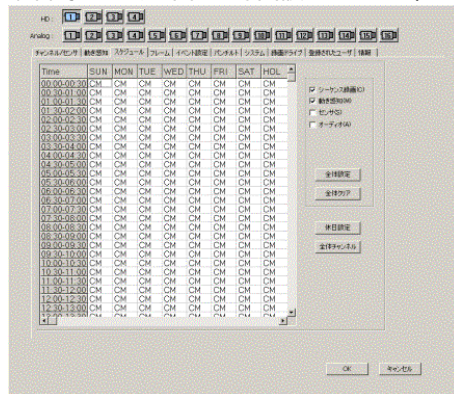 HD: 1 2 3 4
Analog: 1 2 3 4 5 6 7 8 9 10 11 12 13 14 15 16
チャンネル/センサ 動き感知 スケジュール フレーム イベント設定 パンチルト システム 録画ドライブ 登録されたユーザ 情報
Time SUN MON TUE WED THU FRI SAT HOL
00:00-00:30 CM CM CM CM CM CM CM CM
00:30-01:00 CM CM CM CM CM CM CM CM
01:00-01:30 CM CM CM CM CM CM CM CM
01:30-02:00 CM CM CM CM CM CM CM CM
02:00-02:30 CM CM CM CM CM CM CM CM
02:30-03:00 CM CM CM CM CM CM CM CM
03:00-03:30 CM CM CM CM CM CM CM CM
03:30-04:00 CM CM CM CM CM CM CM CM
04:00-04:30 CM CM CM CM CM CM CM CM
04:30-05:00 CM CM CM CM CM CM CM CM
05:00-05:30 CM CM CM CM CM CM CM CM
05:30-06:00 CM CM CM CM CM CM CM CM
06:00-06:30 CM CM CM CM CM CM CM CM
06:30-07:00 CM CM CM CM CM CM CM CM
07:00-07:30 CM CM CM CM CM CM CM CM
07:30-08:00 CM CM CM CM CM CM CM CM
08:00-08:30 CM CM CM CM CM CM CM CM
08:30-09:00 CM CM CM CM CM CM CM CM
09:00-09:30 CM CM CM CM CM CM CM CM
09:30-10:00 CM CM CM CM CM CM CM CM
10:00-10:30 CM CM CM CM CM CM CM CM
10:30-11:00 CM CM CM CM CM CM CM CM
11:00-11:30 CM CM CM CM CM CM CM CM
11:30-12:00 CM CM CM CM CM CM CM CM
12:00-12:30 CM CM CM CM CM CM CM CM
12:30-13:00 CM CM CM CM CM CM CM CM
シーケンス録画(C)
動き感知(M)
センサ(S)
オーディオ(A)
全体設定
全体クリア
休日設定
全体チャンネル
OK キャンセル